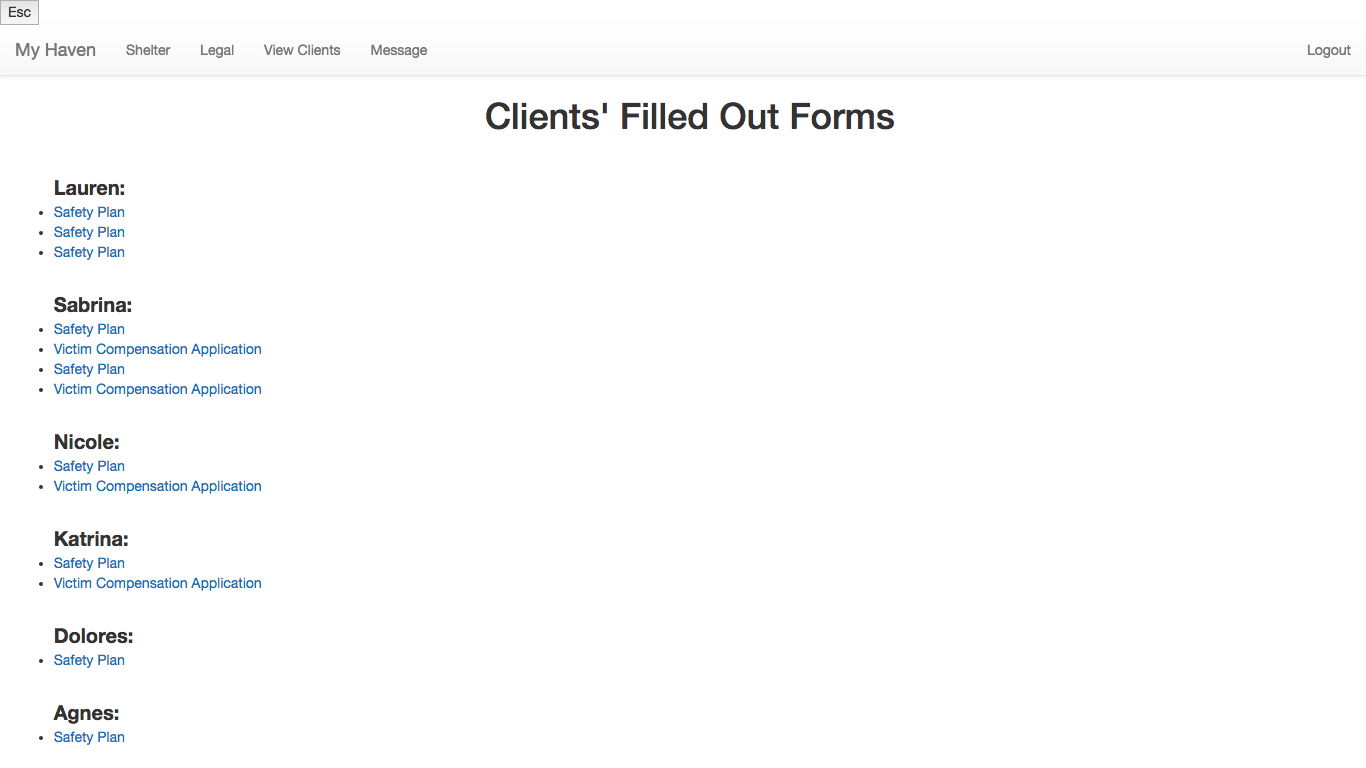 Esc
My Haven Shelter Legal View Clients Message Logout
Clients' Filled Out Forms
Lauren:
Safety Plan
Safety Plan
Safety Plan
Sabrina:
Safety Plan
Victim Compensation Application
Safety Plan
Victim Compensation Application
Nicole:
Safety Plan
Victim Compensation Application
Katrina:
Safety Plan
Victim Compensation Application
Dolores:
Safety Plan
Agnes:
Safety Plan